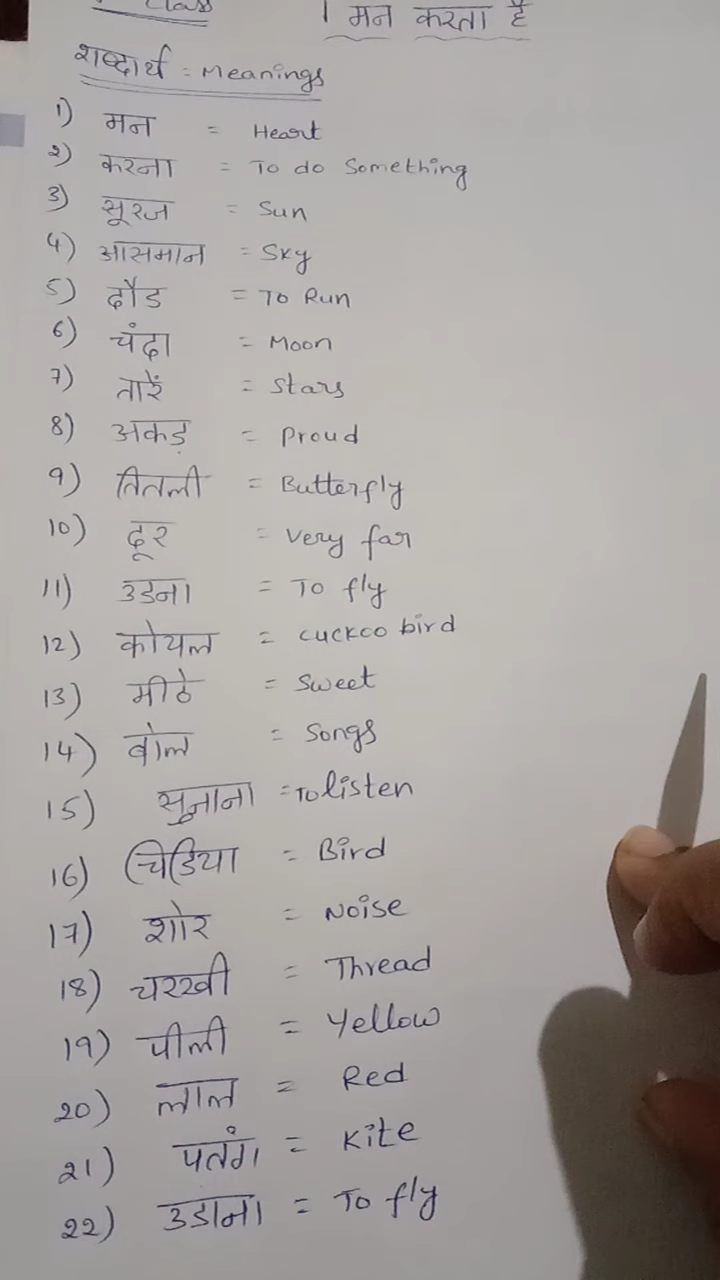 Class
1 मन करता है
शब्दार्थ = Meanings
1) मन = Heart
2) करना = To do Something
3) सूरज = Sun
4) आसमान = Sky
5) दौड = To Run
6) चंदा = Moon
7) तारें = Stars
8) अकड़ = Proud
9) तितली = Butterfly
10) दूर = Very far
11) उडना = To fly
12) कोयल = cuckoo bird
13) मीठे = Sweet
14) बोल = Songs
15) सुनाना = To listen
16) चिडिया = Bird
17) शोर = Noise
18) चरखी = Thread
19) पीली = Yellow
20) लाल = Red
21) पतंग = Kite
22) उडाना = To fly